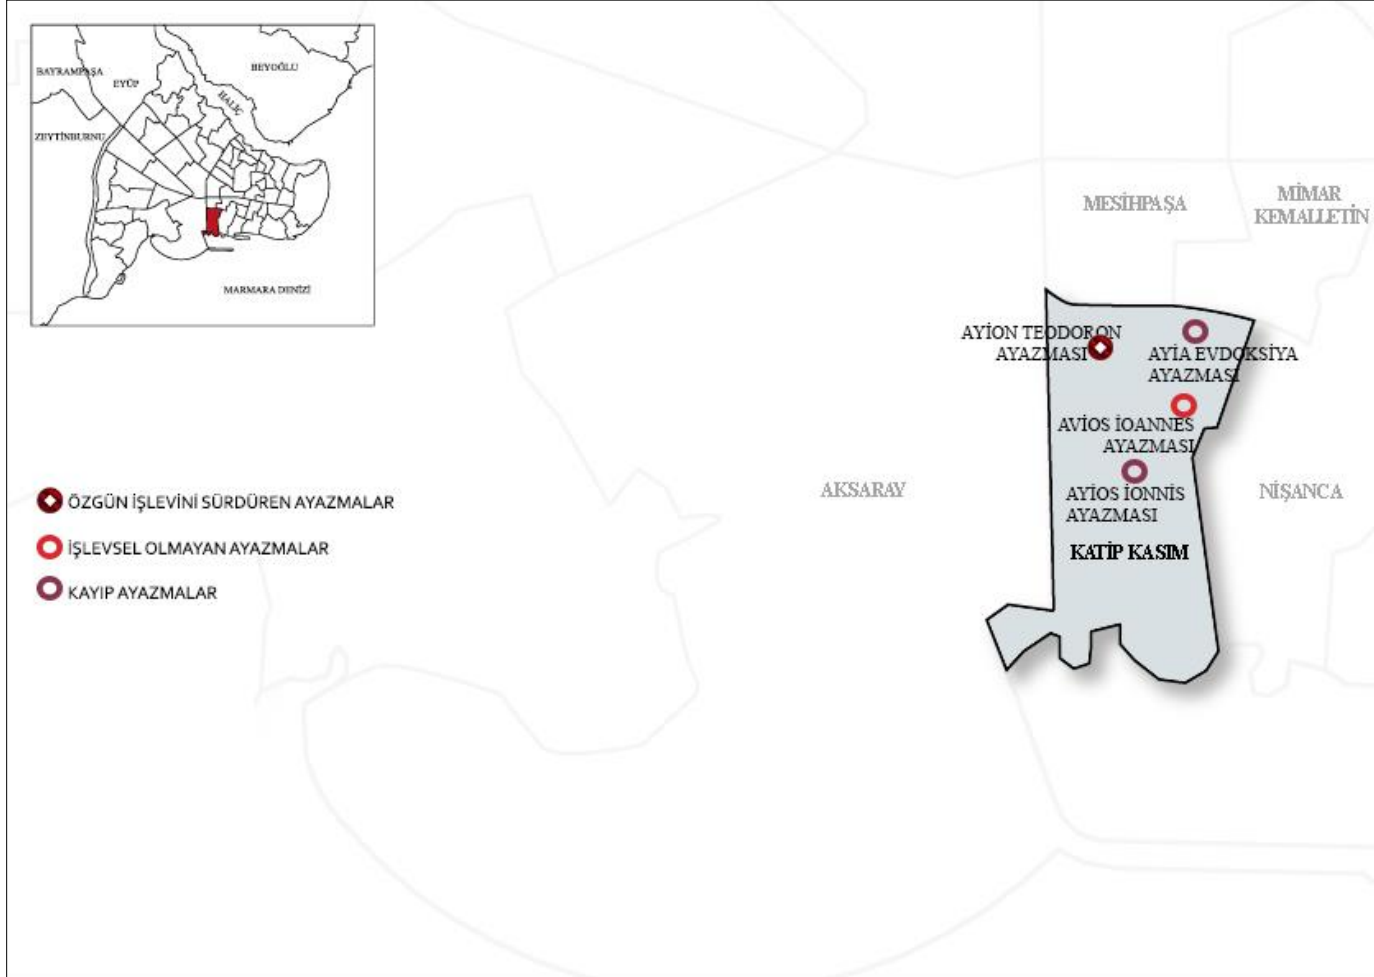 BAYRAMPAŞA
EYÜP
BEYOĞLU
HALİÇ
ZEYTİNBURNU
MARMARA DENİZİ
MESİHPAŞA
MİMAR
KEMALLETİN
AYİON TEODORON
AYAZMASI
AYİA EVDOKSİYA
AYAZMASI
AVİOS İOANNES
AYAZMASI
AYİOS İONNİS
AYAZMASI
KATİP KASIM
AKSARAY
NİŞANCA
ÖZGÜN İŞLEVİNİ SÜRDÜREN AYAZMALAR
İŞLEVSEL OLMAYAN AYAZMALAR
KAYIP AYAZMALAR